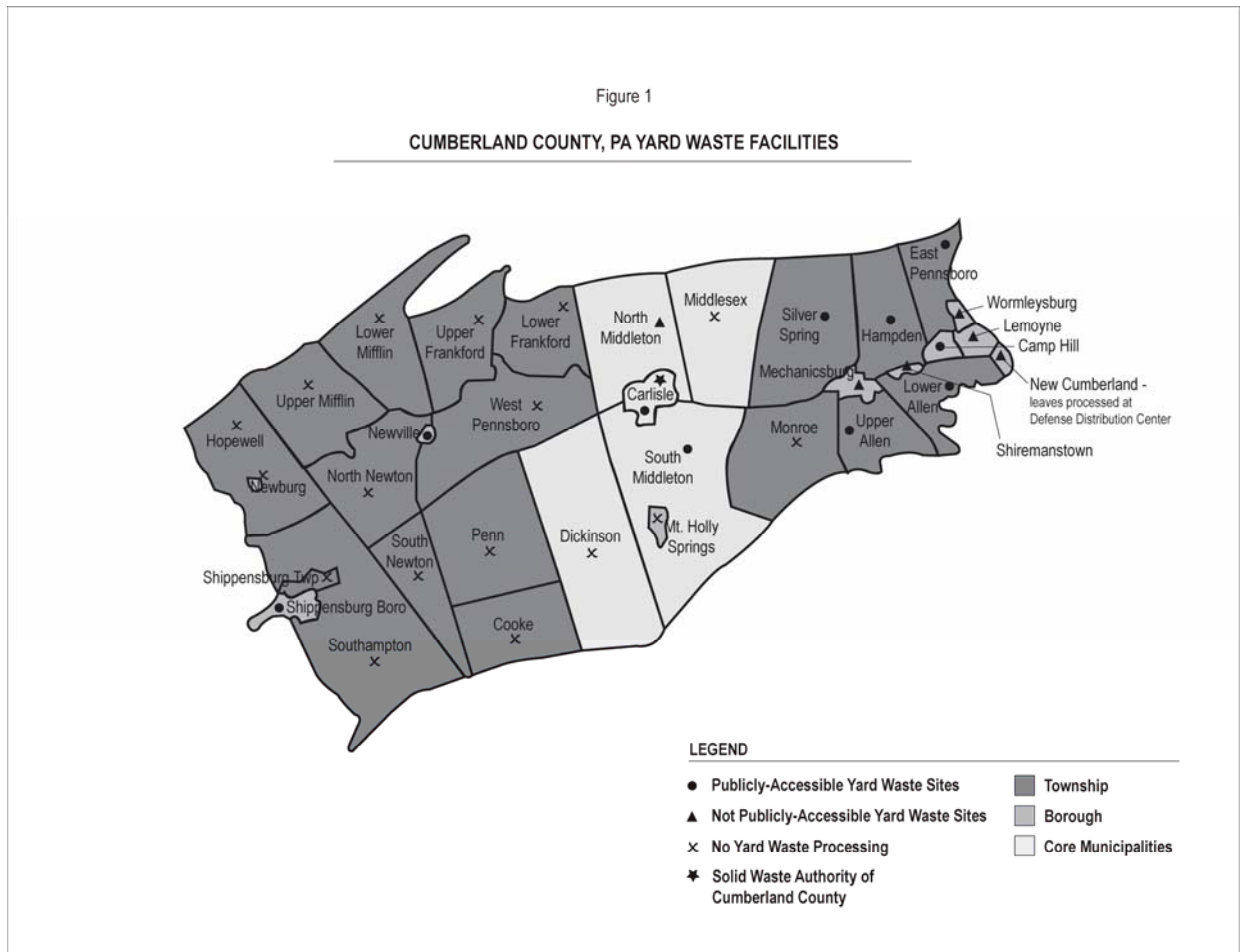 Figure 1
CUMBERLAND COUNTY, PA YARD WASTE FACILITIES
East
Pennsboro
Wormleysburg
Lemoyne
Camp Hill
New Cumberland -
leaves processed at
Defense Distribution Center
Shiremanstown
Middlesex
North
Middleton
Silver
Spring
Hampden
Lower
Mifflin
Upper
Frankford
Lower
Frankford
Mechanicsburg
Lower
Allen
Upper
Allen
Carlisle
Upper Mifflin
West
Pennsboro
Newville
Monroe
Hopewell
Newburg
North Newton
South
Middleton
Mt. Holly
Springs
Penn
Dickinson
South
Newton
Shippensburg Twp
Shippensburg Boro
Cooke
Southampton
LEGEND
Publicly-Accessible Yard Waste Sites
Not Publicly-Accessible Yard Waste Sites
No Yard Waste Processing
Solid Waste Authority of
Cumberland County
Township
Borough
Core Municipalities